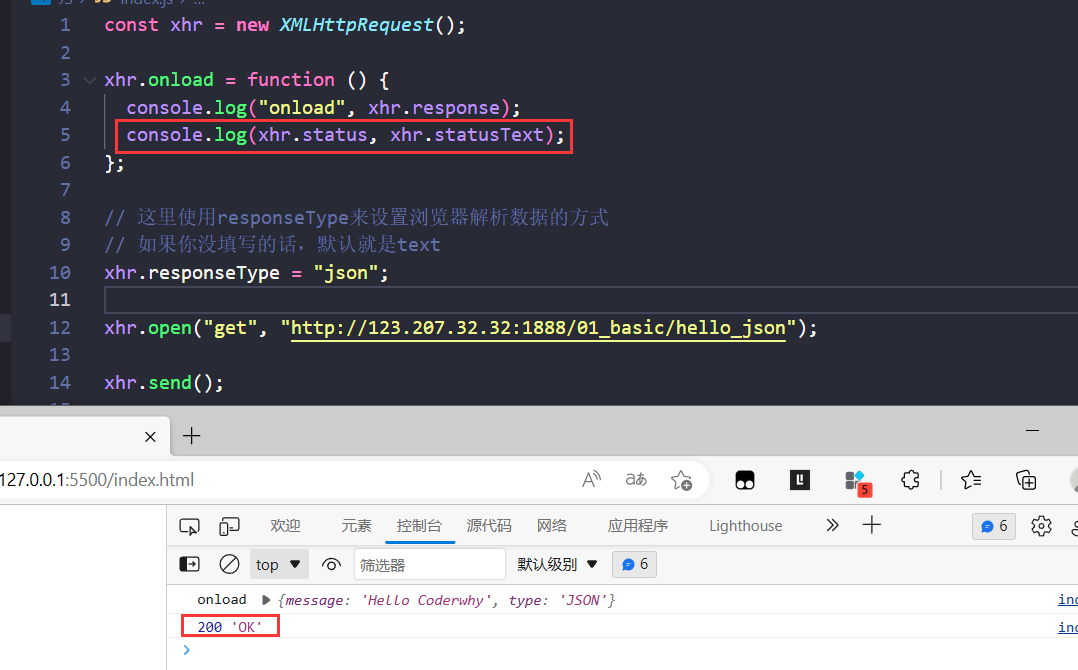 index.js
1 const xhr = new XMLHttpRequest();
2
3 xhr.onload = function () {
4 console.log("onload", xhr.response);
5 console.log(xhr.status, xhr.statusText);
6 };
7
8 // 这里使用responseType来设置浏览器解析数据的方式
9 // 如果你没填写的话，默认就是text
10 xhr.responseType = "json";
11
12 xhr.open("get", "http://123.207.32.32:1888/01_basic/hello_json");
13
14 xhr.send();
127.0.0.1:5500/index.html
5
欢迎 元素 控制台 源代码 网络 应用程序 Lighthouse 6
top 筛选器 默认级别 6
onload {message: 'Hello Coderwhy', type: 'JSON'}
200 'OK'